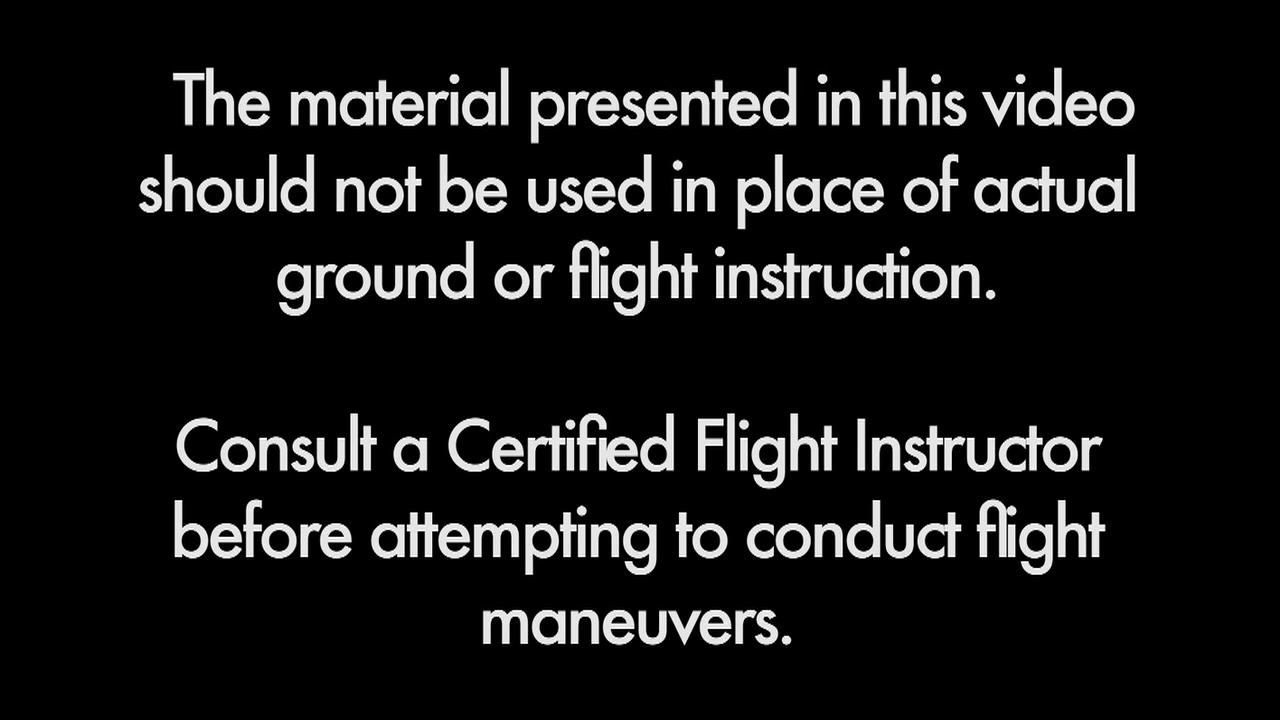 The material presented in this video
should not be used in place of actual
ground or flight instruction.
Consult a Certified Flight Instructor
before attempting to conduct flight
maneuvers.